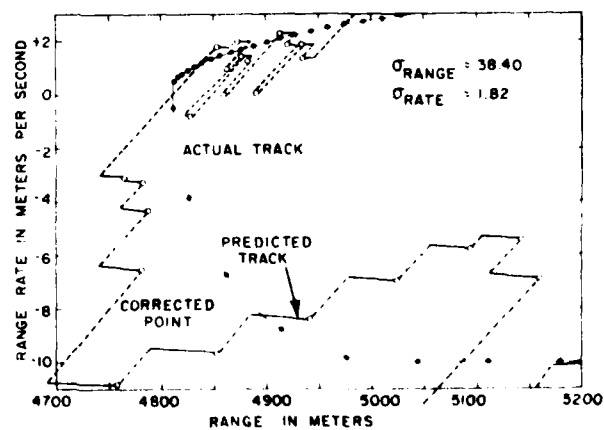 +2
0
-2
-4
-6
-8
-10
RANGE RATE IN METERS PER SECOND
σRANGE = 38.40
σRATE = 1.82
ACTUAL TRACK
PREDICTED
TRACK
CORRECTED
POINT
4700 4800 4900 5000 5100 5200
RANGE IN METERS